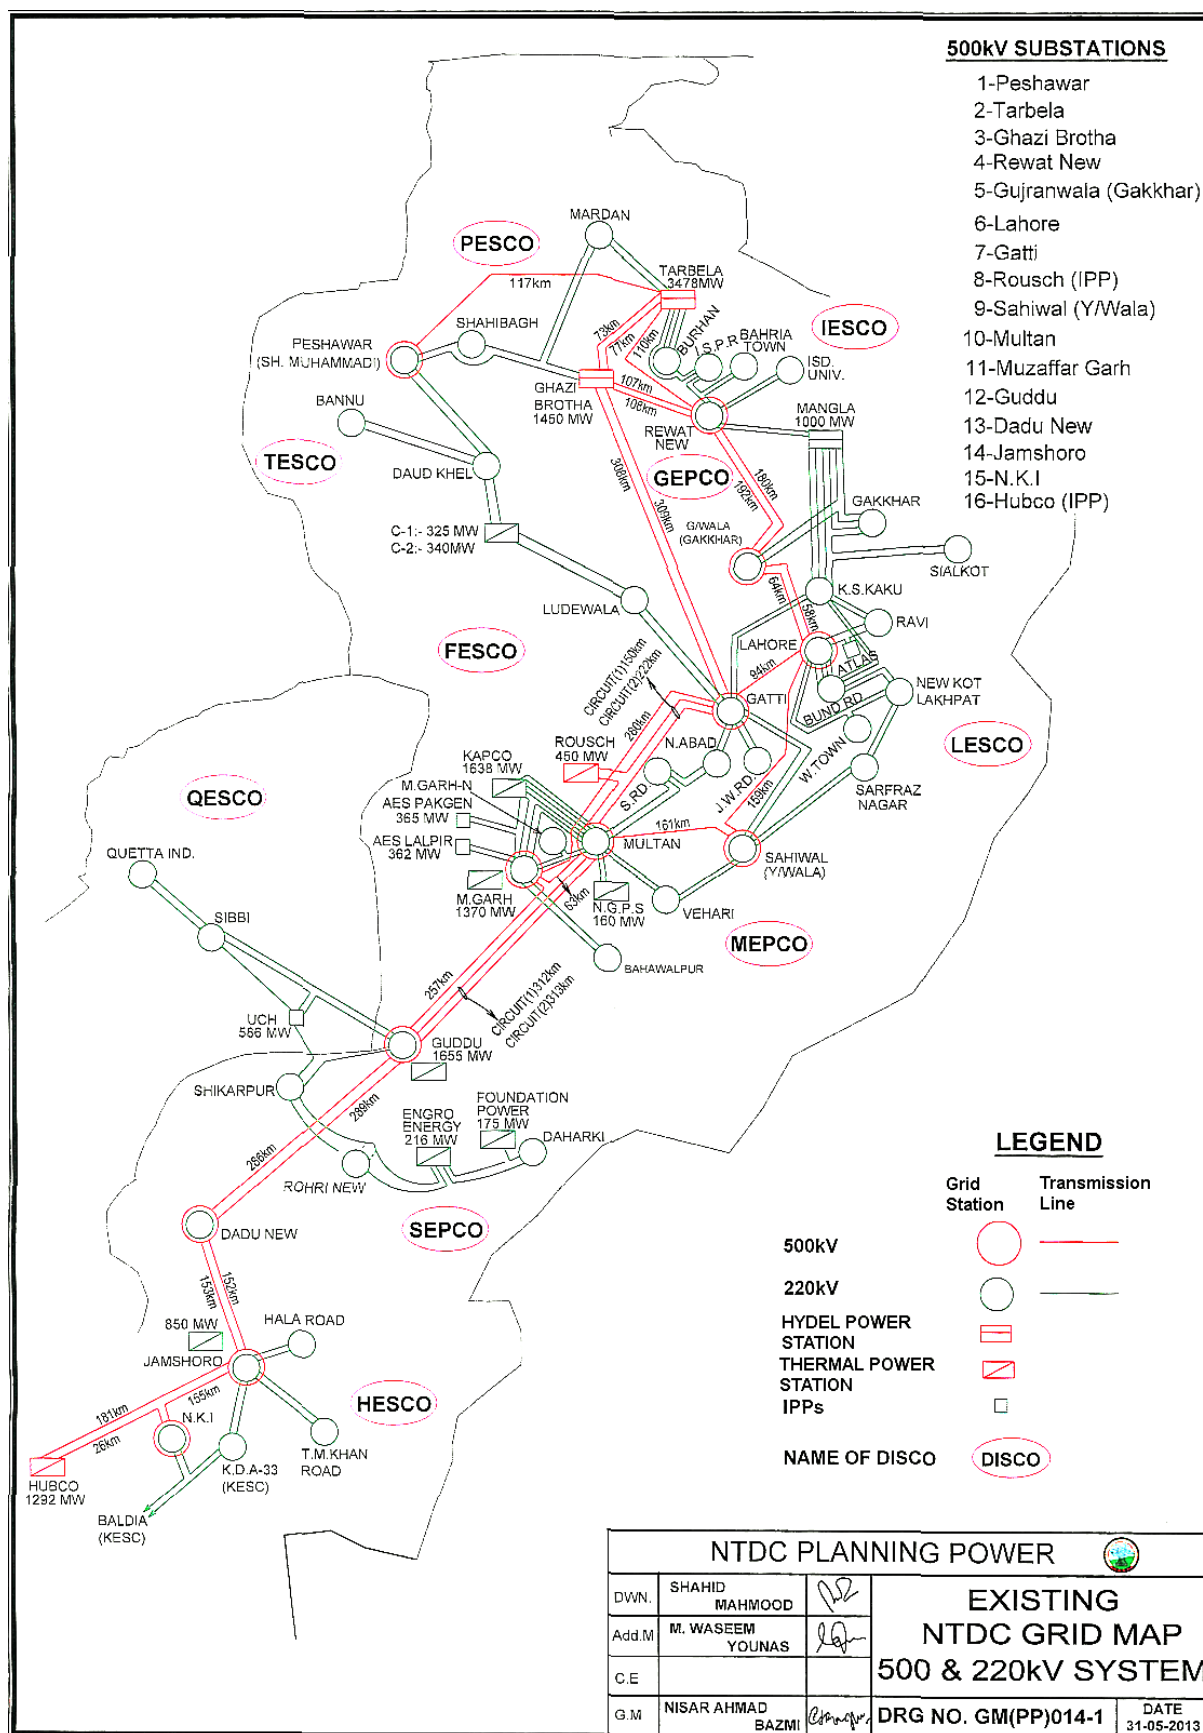 500kV SUBSTATIONS
1-Peshawar
2-Tarbela
3-Ghazi Brotha
4-Rewat New
5-Gujranwala (Gakkhar)
6-Lahore
7-Gatti
8-Rousch (IPP)
9-Sahiwal (Y/Wala)
10-Multan
11-Muzaffar Garh
12-Guddu
13-Dadu New
14-Jamshoro
15-N.K.I
16-Hubco (IPP)
MARDAN
PESCO
TARBELA
3478MW
117km
IESCO
SHAHIBAGH
PESHAWAR
(SH. MUHAMMADI)
73km
77km
110km
BURHAN
I.S.P.R
BAHRIA
TOWN
ISD.
UNIV.
GHAZI
BROTHA
1450 MW
107km
108km
REWAT
NEW
MANGLA
1000 MW
BANNU
TESCO
DAUD KHEL
GEPCO
308km
309km
180km
192km
GAKKHAR
G/WALA
(GAKKHAR)
C-1:- 325 MW
C-2:- 340MW
SIALKOT
K.S.KAKU
LUDEWALA
64km
58km
RAVI
FESCO
LAHORE
ATLAS
94km
CIRCUIT(1)150km
CIRCUIT(2)222km
GATTI
BUND RD.
NEW KOT
LAKHPAT
280km
ROUSCH
450 MW
N.ABAD
S.RD
J.W.RD.
159km
W.TOWN
LESCO
SARFRAZ
NAGAR
KAPCO
1638 MW
M.GARH-N
AES PAKGEN
365 MW
AES LALPIR
362 MW
QESCO
161km
MULTAN
SAHIWAL
(Y/WALA)
QUETTA IND.
M.GARH
1370 MW
63km
N.G.P.S
160 MW
VEHARI
SIBBI
MEPCO
BAHAWALPUR
257km
CIRCUIT(1)312km
CIRCUIT(2)313km
UCH
586 MW
GUDDU
1655 MW
SHIKARPUR
289km
286km
ENGRO
ENERGY
216 MW
FOUNDATION
POWER
175 MW
DAHARKI
ROHRI NEW
SEPCO
DADU NEW
153km
152km
850 MW
HALA ROAD
JAMSHORO
155km
181km
26km
N.K.I
HESCO
HUBCO
1292 MW
K.D.A-33
(KESC)
T.M.KHAN
ROAD
BALDIA
(KESC)
LEGEND
Grid
Station
Transmission
Line
500kV
220kV
HYDEL POWER
STATION
THERMAL POWER
STATION
IPPs
NAME OF DISCO
DISCO
NTDC PLANNING POWER
DWN.
SHAHID
MAHMOOD
Add.M
M. WASEEM
YOUNAS
C.E
G.M
NISAR AHMAD
BAZMI
EXISTING
NTDC GRID MAP
500 & 220kV SYSTEM
DRG NO. GM(PP)014-1
DATE
31-05-2013